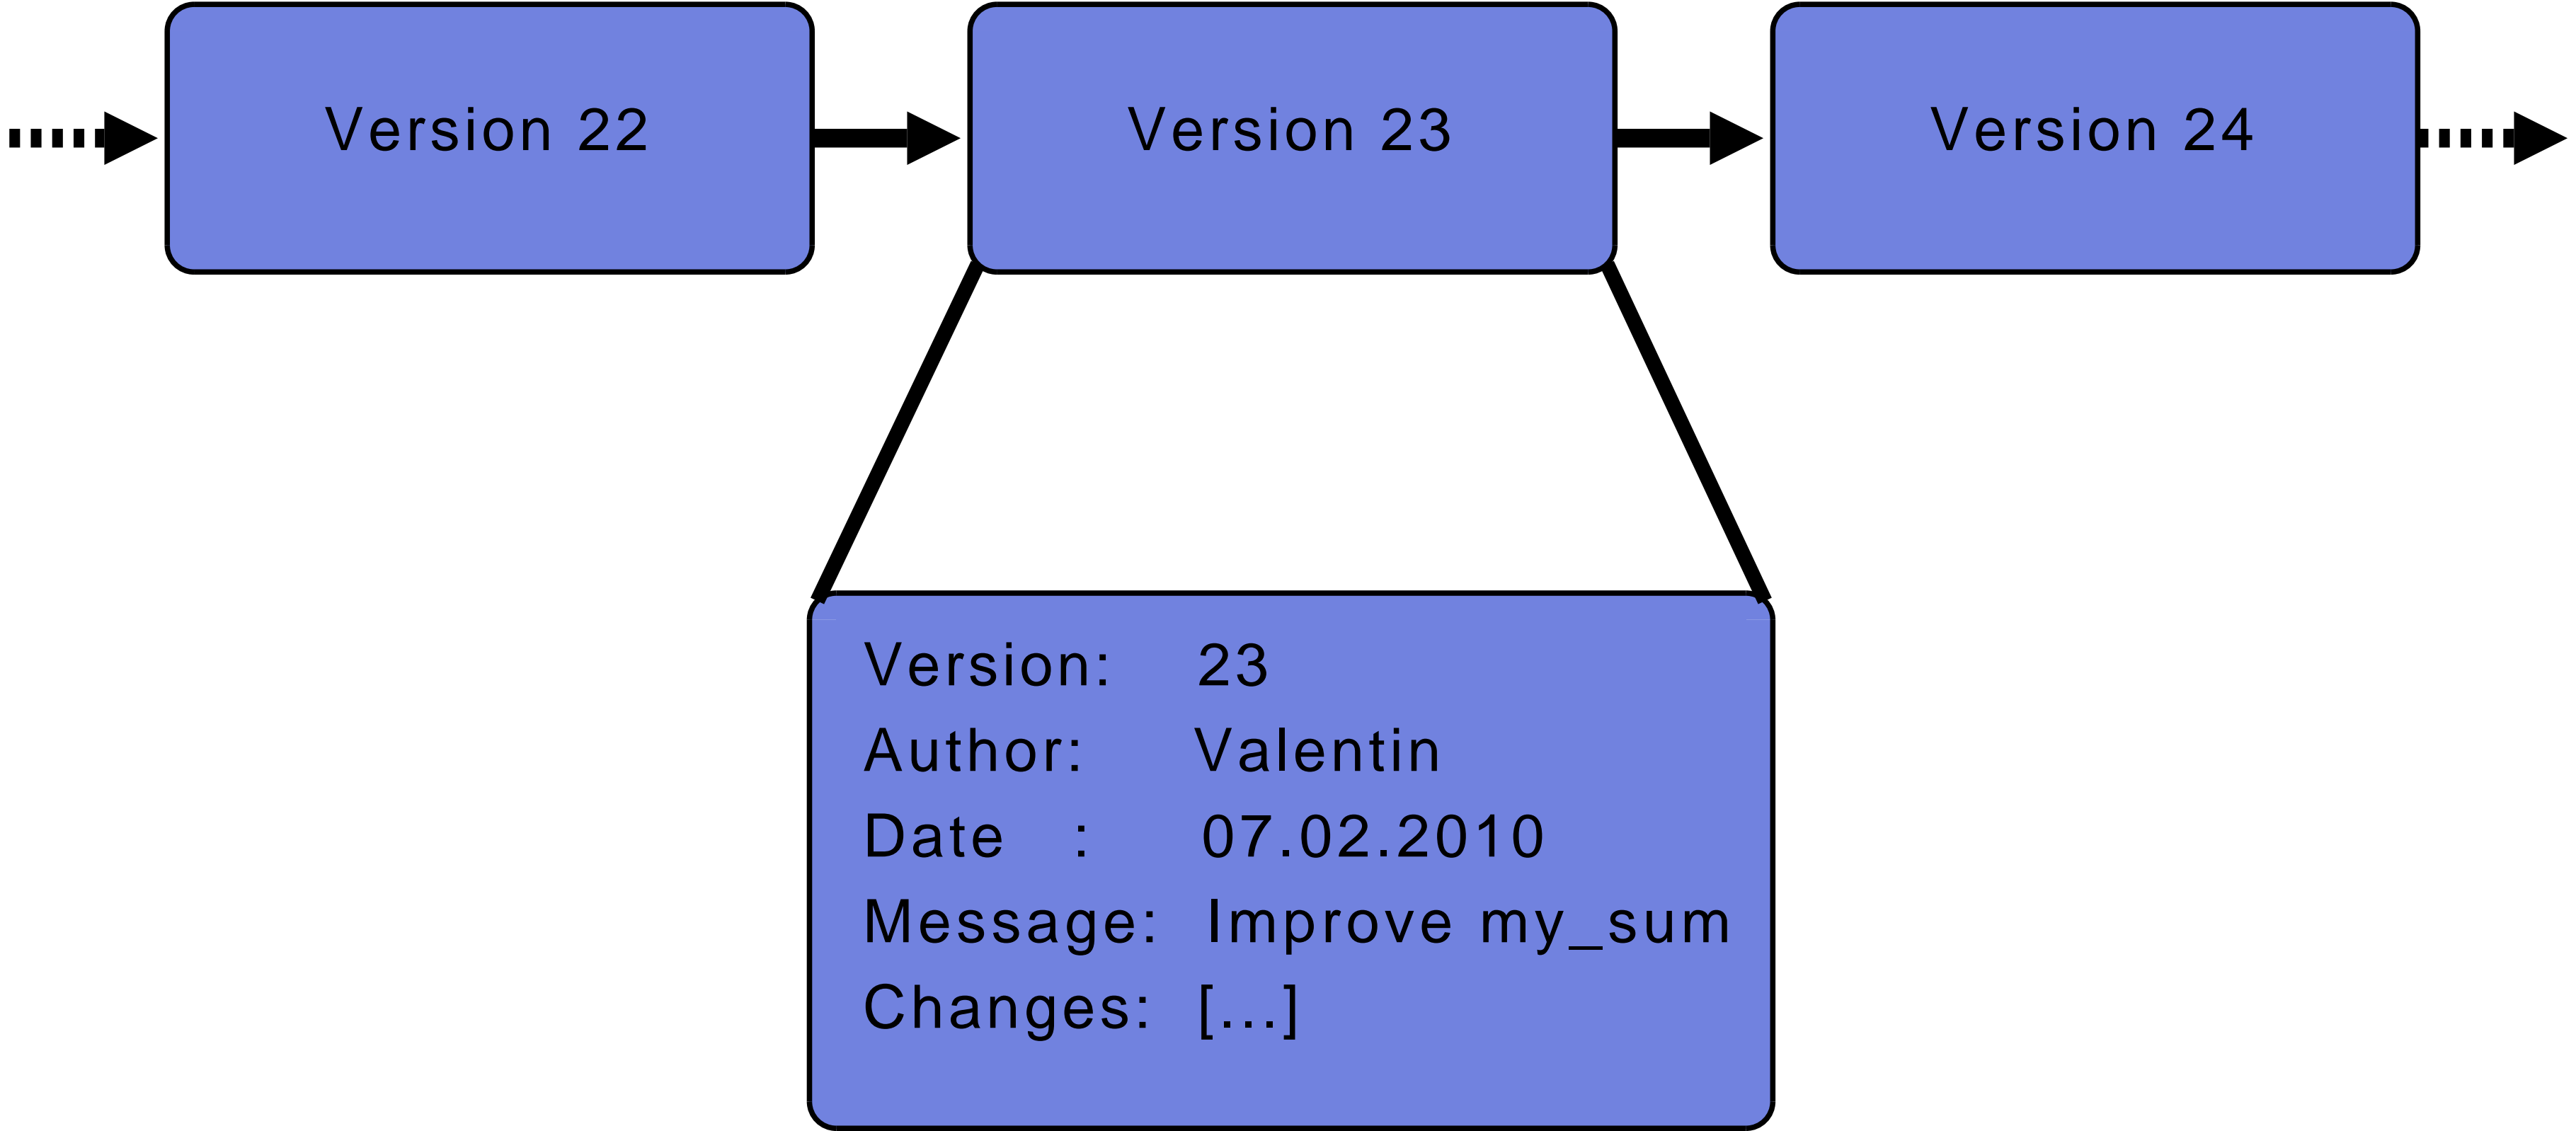 Version 22
Version 23
Version 24
Version: 23
Author: Valentin
Date : 07.02.2010
Message: Improve my_sum
Changes: [...]